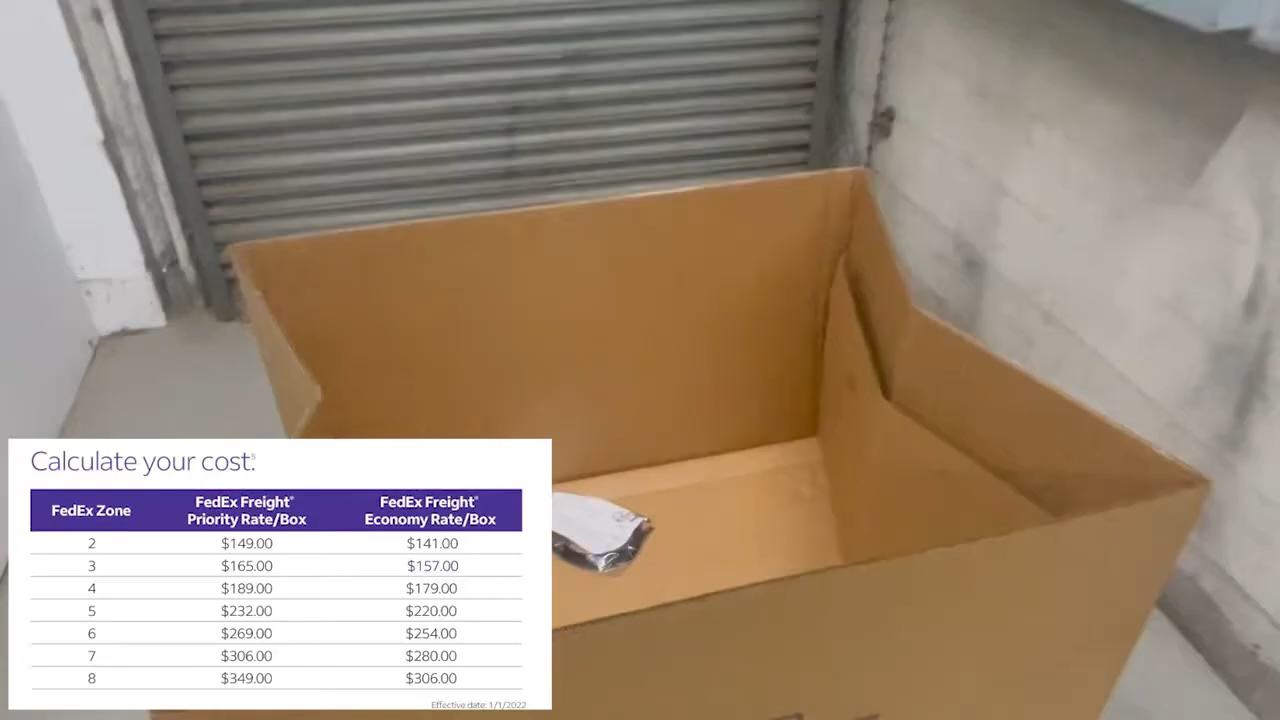 Calculate your cost.⁵
FedEx Zone
FedEx Freight® Priority Rate/Box
FedEx Freight® Economy Rate/Box
2 $149.00 $141.00
3 $165.00 $157.00
4 $189.00 $179.00
5 $232.00 $220.00
6 $269.00 $254.00
7 $306.00 $280.00
8 $349.00 $306.00
Effective date: 1/1/2022